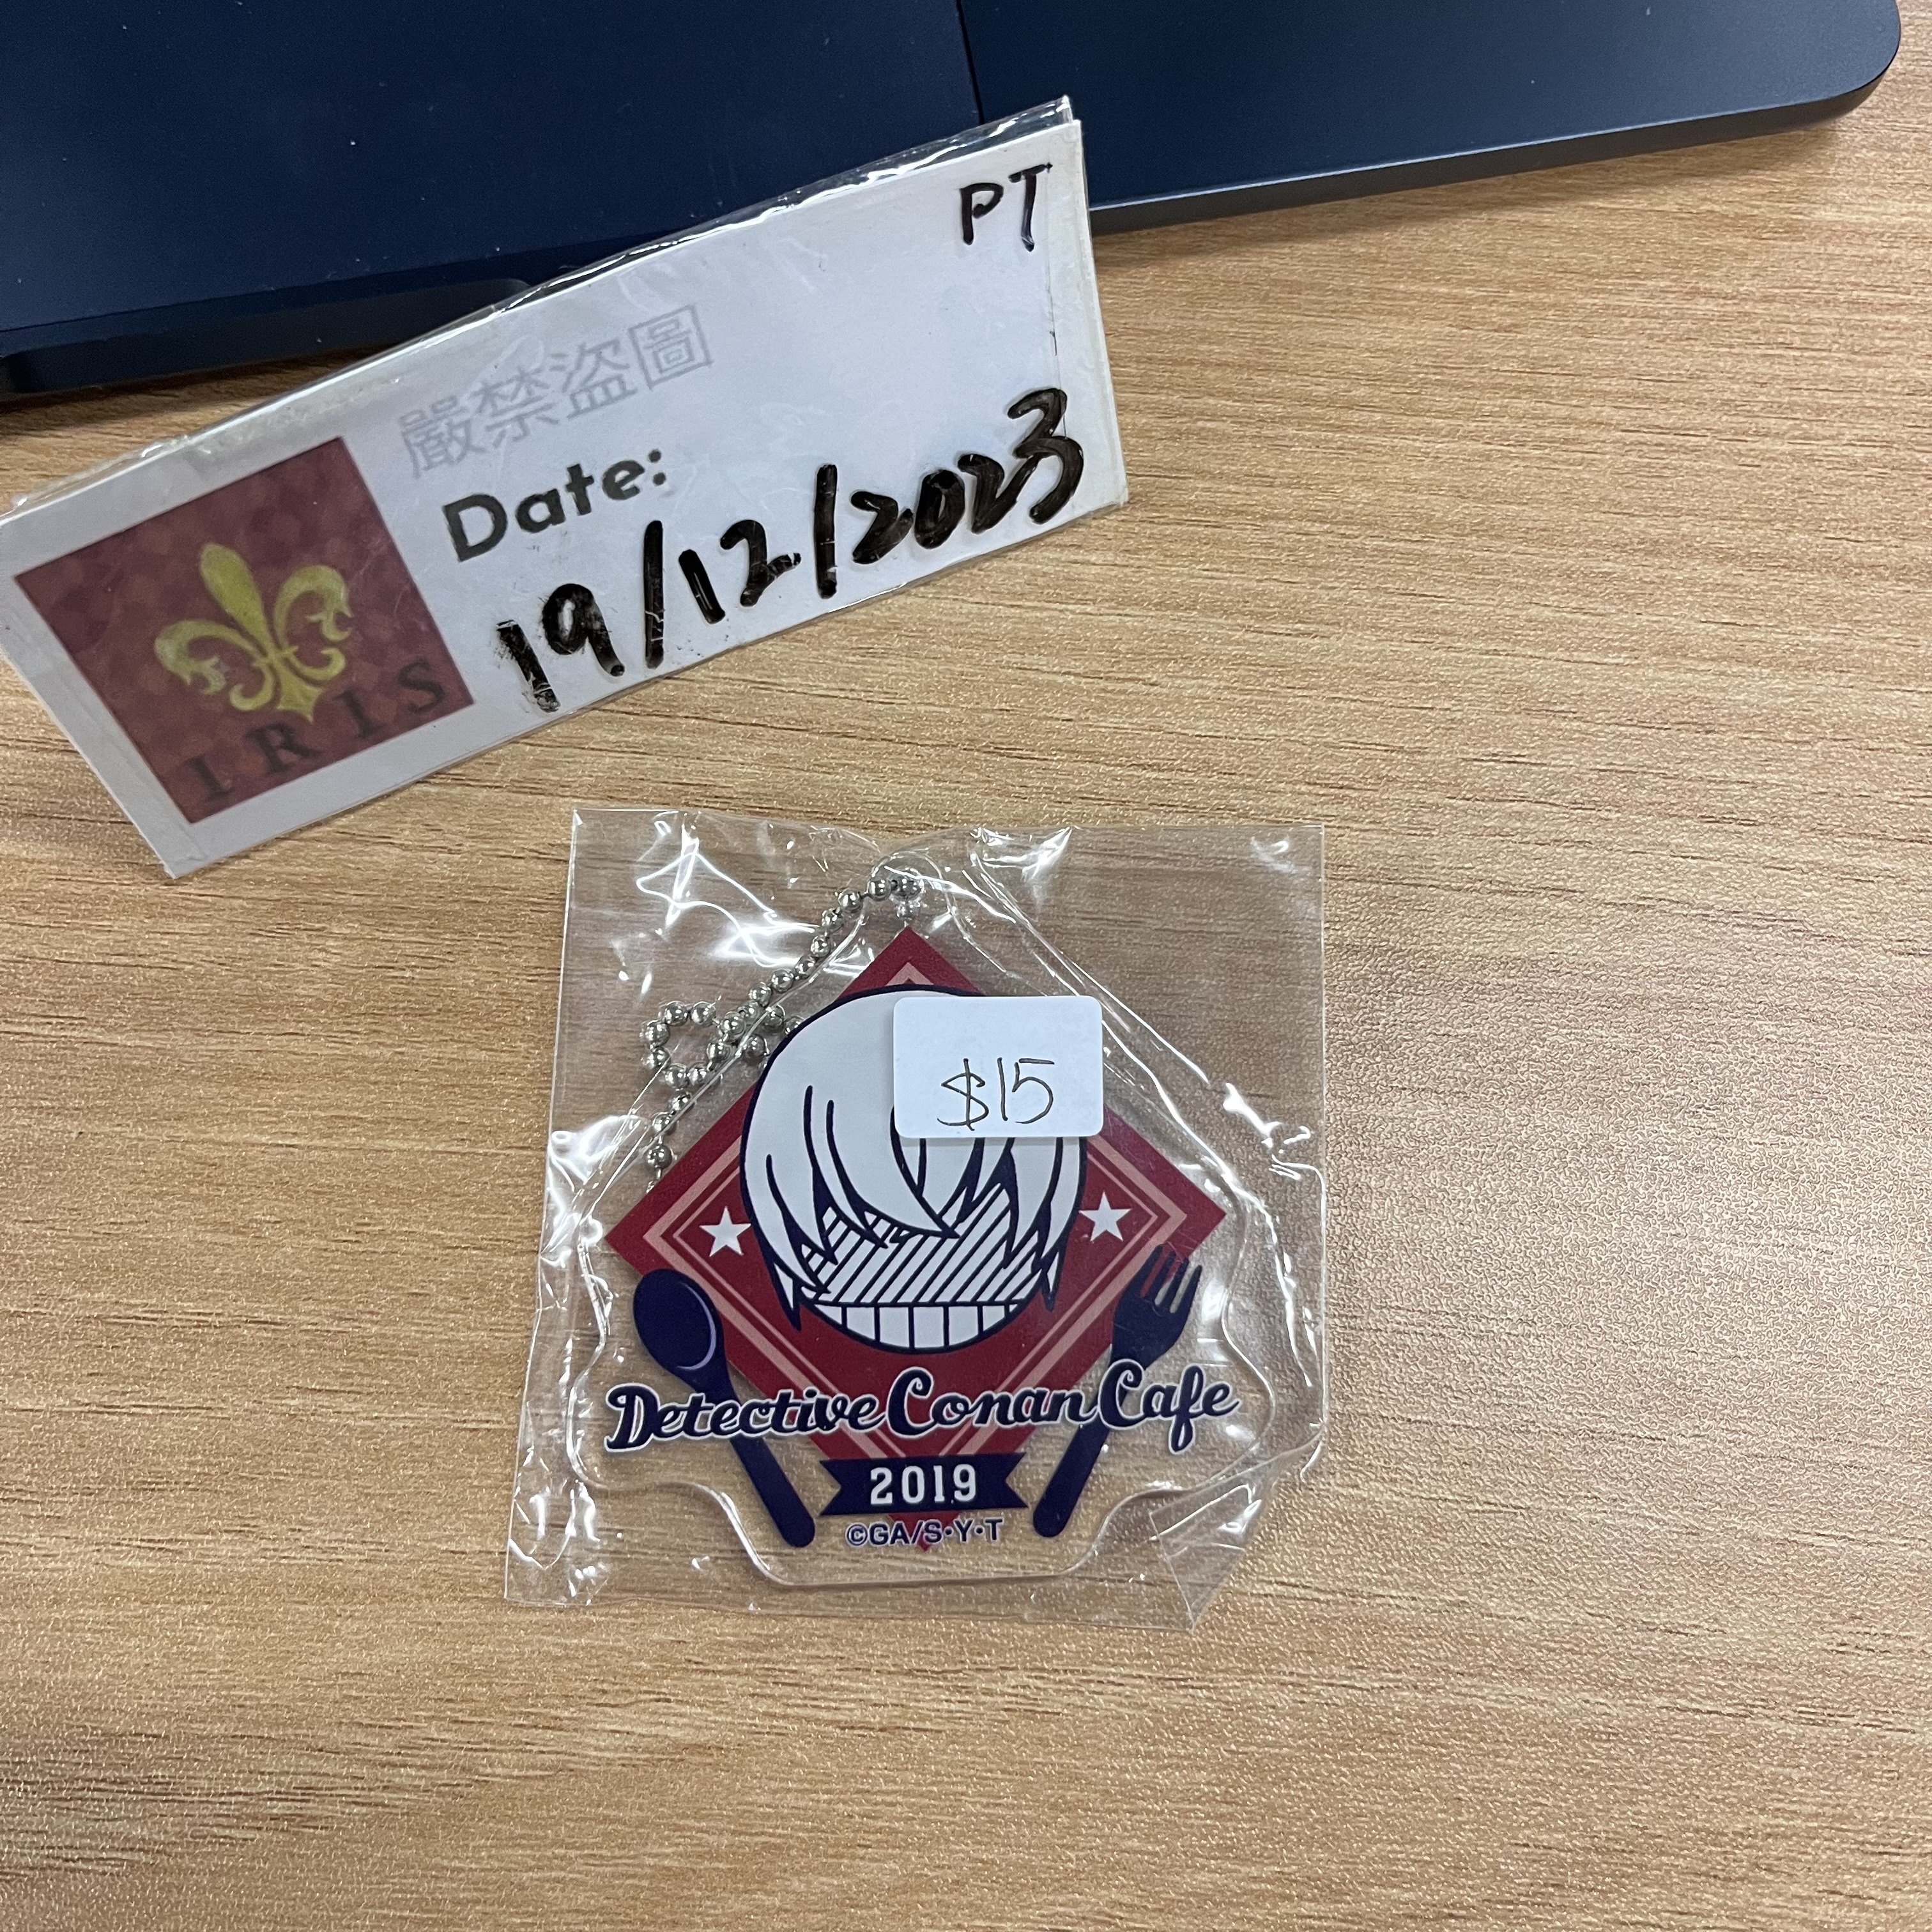 PT
嚴禁盜圖
Date:
19/12/2023
IRIS
$15
Detective Conan Cafe
2019
©GA/S・Y・T